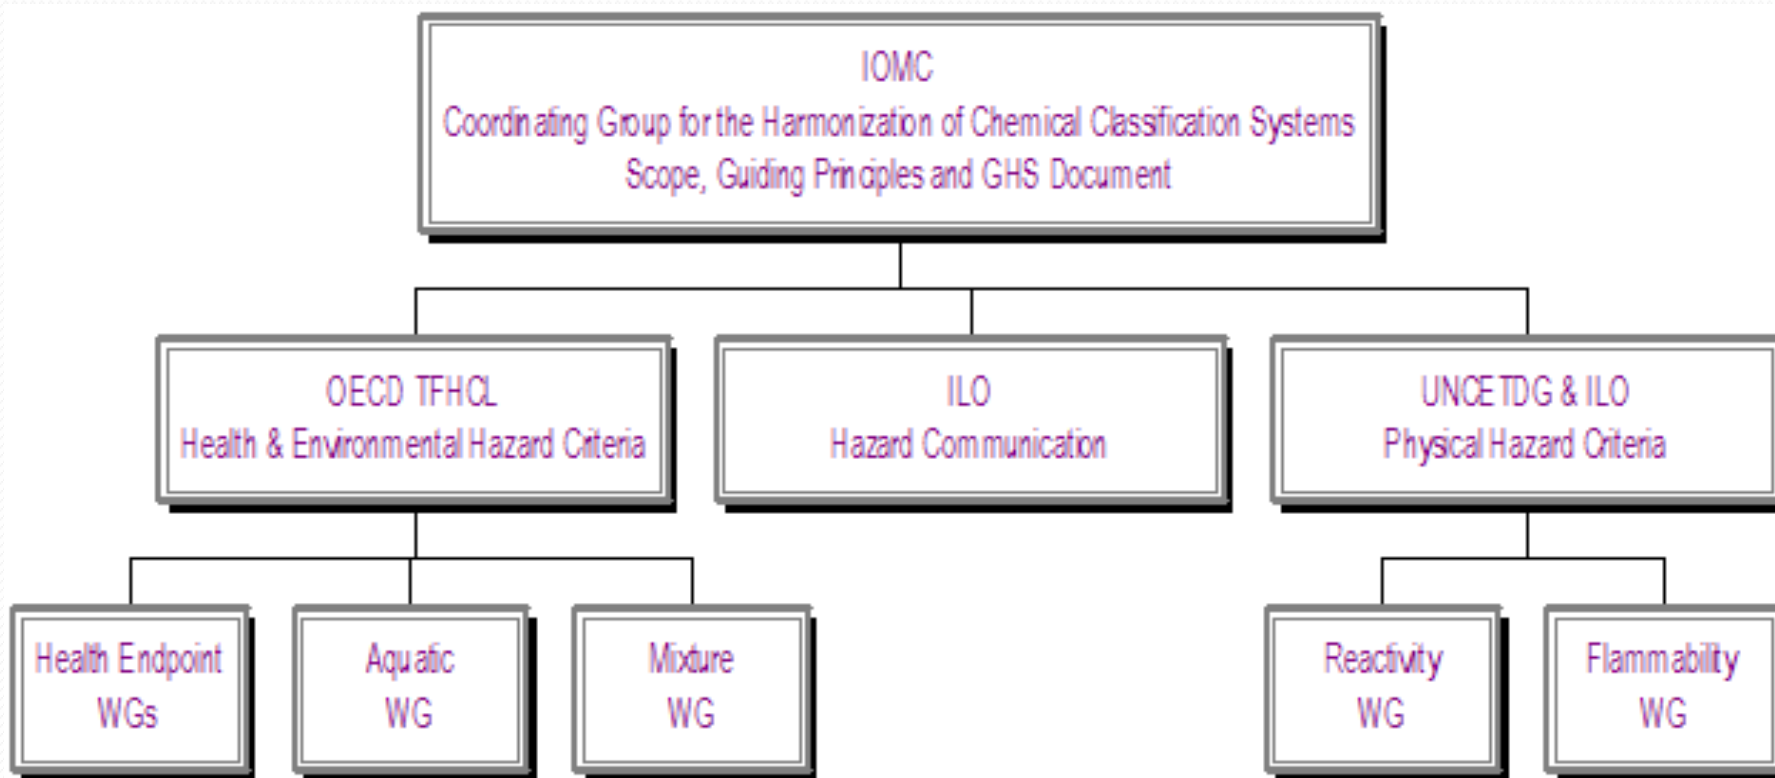 IOMC
Coordinating Group for the Harmonization of Chemical Classification Systems
Scope, Guiding Principles and GHS Document
OECD TFHCL
Health & Environmental Hazard Criteria
ILO
Hazard Communication
UNCETDG & ILO
Physical Hazard Criteria
Health Endpoint
WGs
Aquatic
WG
Mixture
WG
Reactivity
WG
Flammability
WG